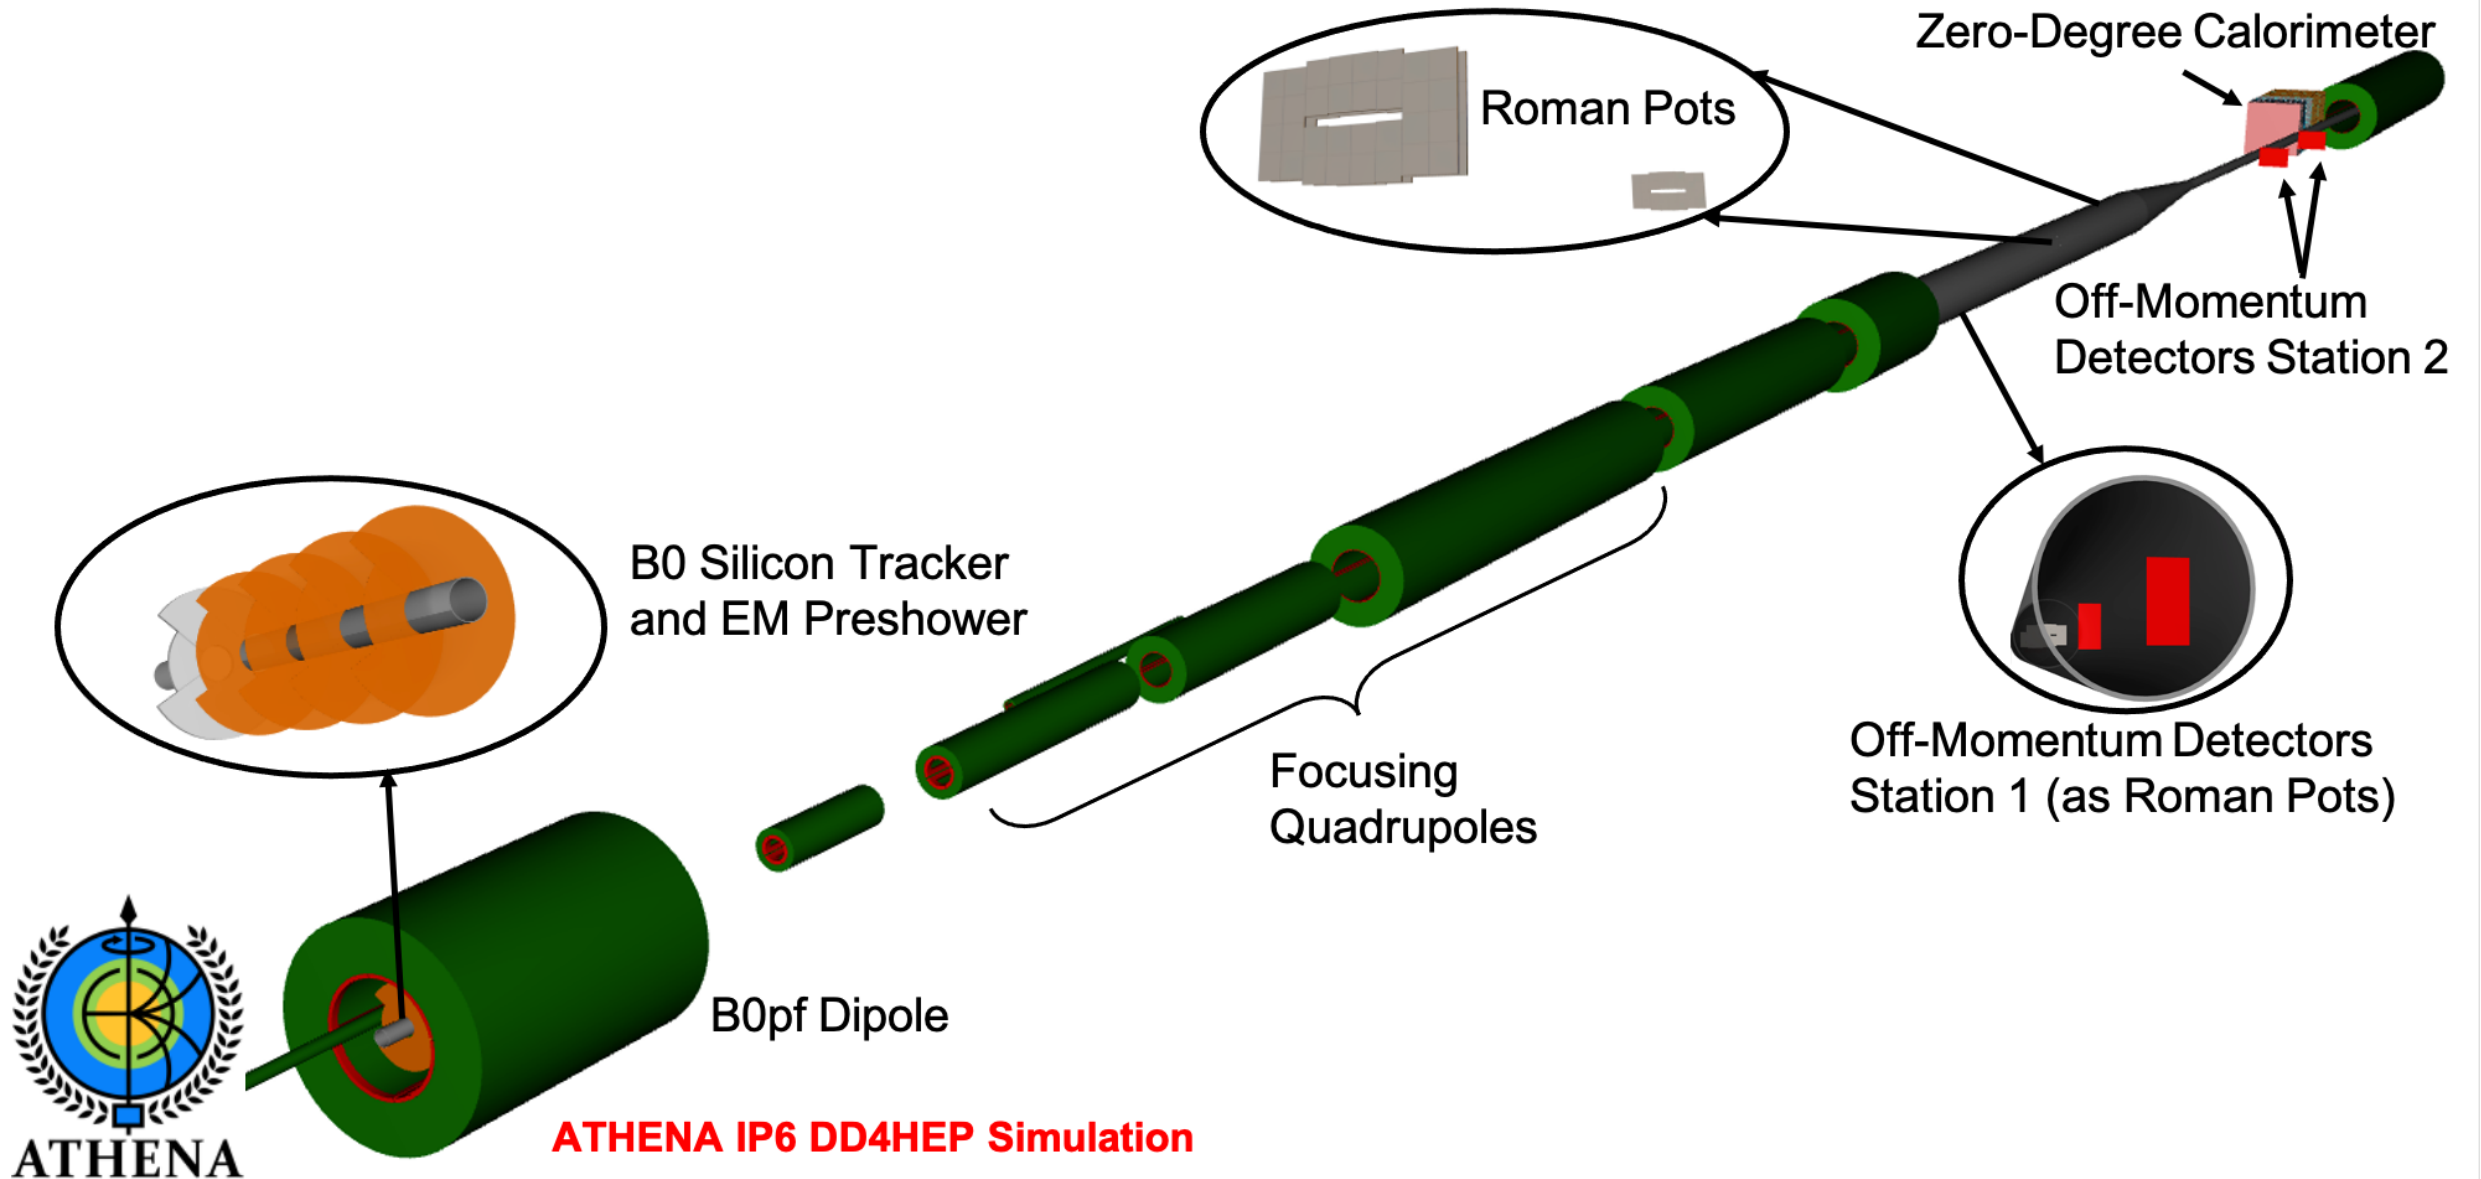 Zero-Degree Calorimeter
Roman Pots
Off-Momentum
Detectors Station 2
B0 Silicon Tracker
and EM Preshower
Off-Momentum Detectors
Station 1 (as Roman Pots)
Focusing
Quadrupoles
B0pf Dipole
ATHENA IP6 DD4HEP Simulation
ATHENA